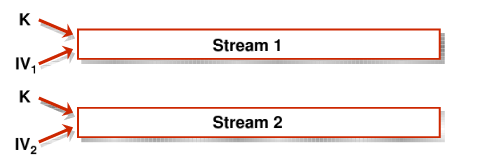 K
Stream 1
IV₁
K
Stream 2
IV₂